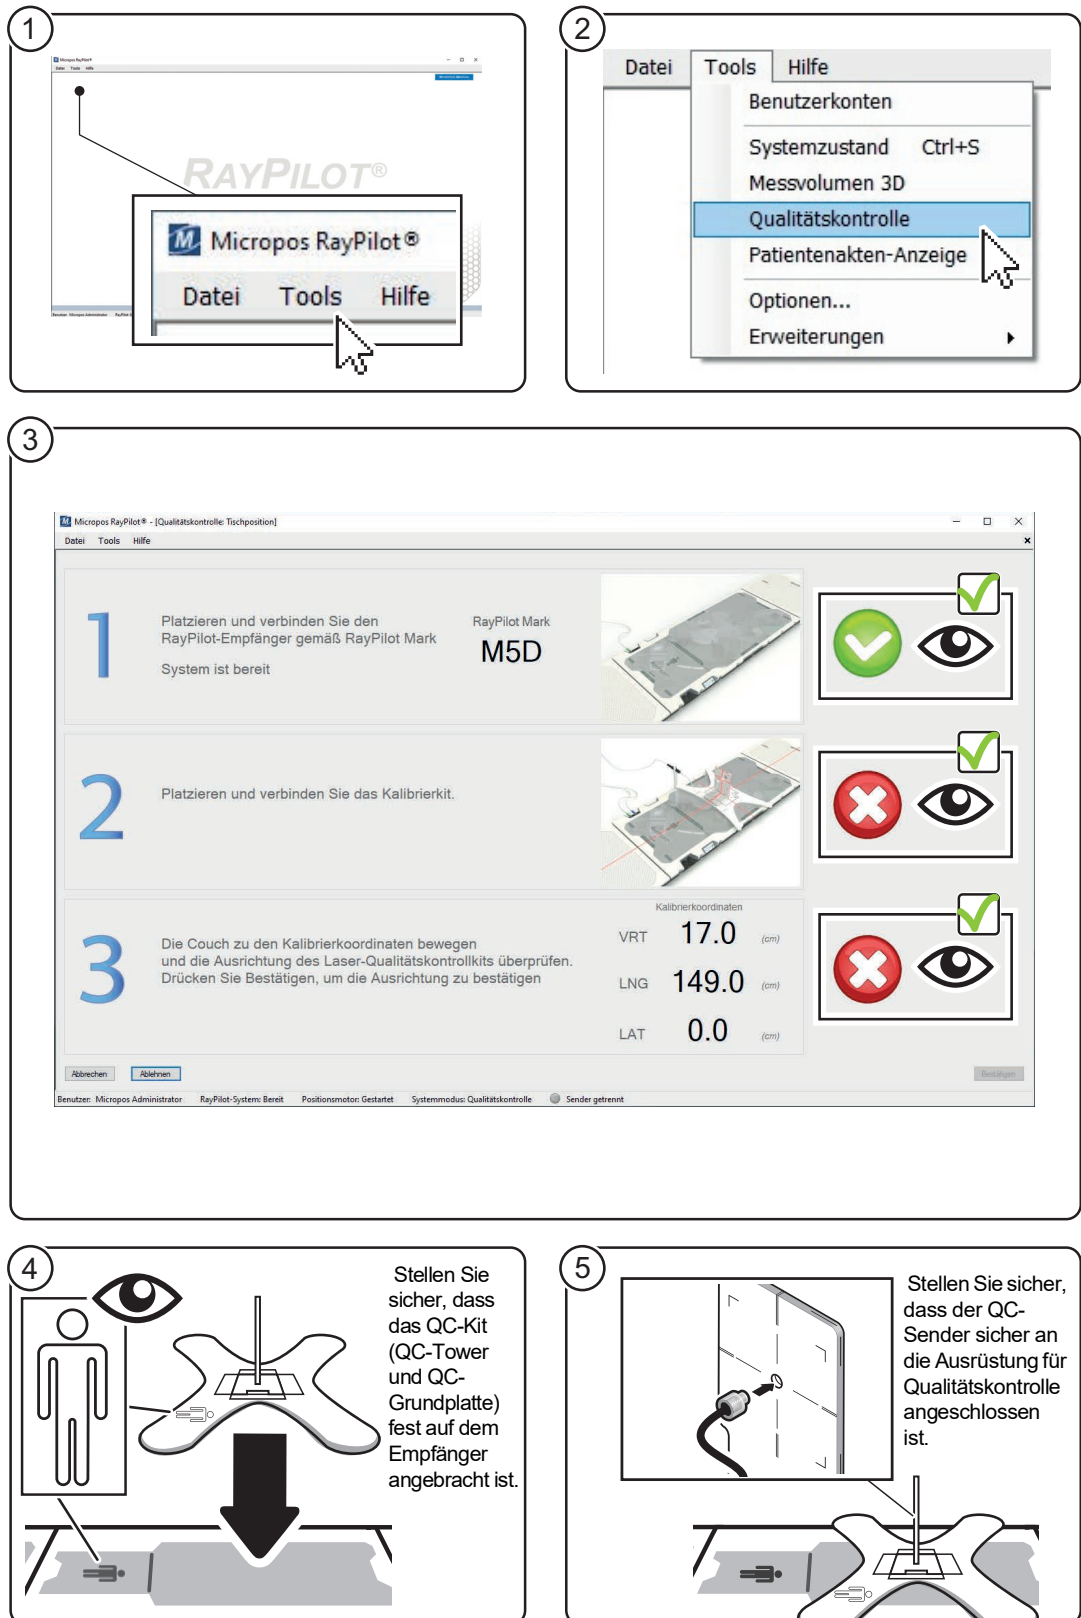 1
Micropos RayPilot®
Datei Tools Hilfe
RAYPILOT®
Micropos RayPilot®
Datei Tools Hilfe
2
Datei Tools Hilfe
Benutzerkonten
Systemzustand Ctrl+S
Messvolumen 3D
Qualitätskontrolle
Patientenakten-Anzeige
Optionen...
Erweiterungen
3
Micropos RayPilot® - [Qualitätskontrolle: Tischposition]
Datei Tools Hilfe
1
Platzieren und verbinden Sie den
RayPilot-Empfänger gemäß RayPilot Mark
System ist bereit
RayPilot Mark
M5D
2
Platzieren und verbinden Sie das Kalibrierkit.
3
Die Couch zu den Kalibrierkoordinaten bewegen
und die Ausrichtung des Laser-Qualitätskontrollkits überprüfen.
Drücken Sie Bestätigen, um die Ausrichtung zu bestätigen
Kalibrierkoordinaten
VRT 17.0 (cm)
LNG 149.0 (cm)
LAT 0.0 (cm)
Abbrechen Ablehnen Bestätigen
Benutzer: Micropos Administrator RayPilot-System: Bereit Positionsmotor: Gestartet Systemmodus: Qualitätskontrolle Sender getrennt
4
Stellen Sie
sicher, dass
das QC-Kit
(QC-Tower
und QC-
Grundplatte)
fest auf dem
Empfänger
angebracht ist.
5
Stellen Sie sicher,
dass der QC-
Sender sicher an
die Ausrüstung für
Qualitätskontrolle
angeschlossen
ist.